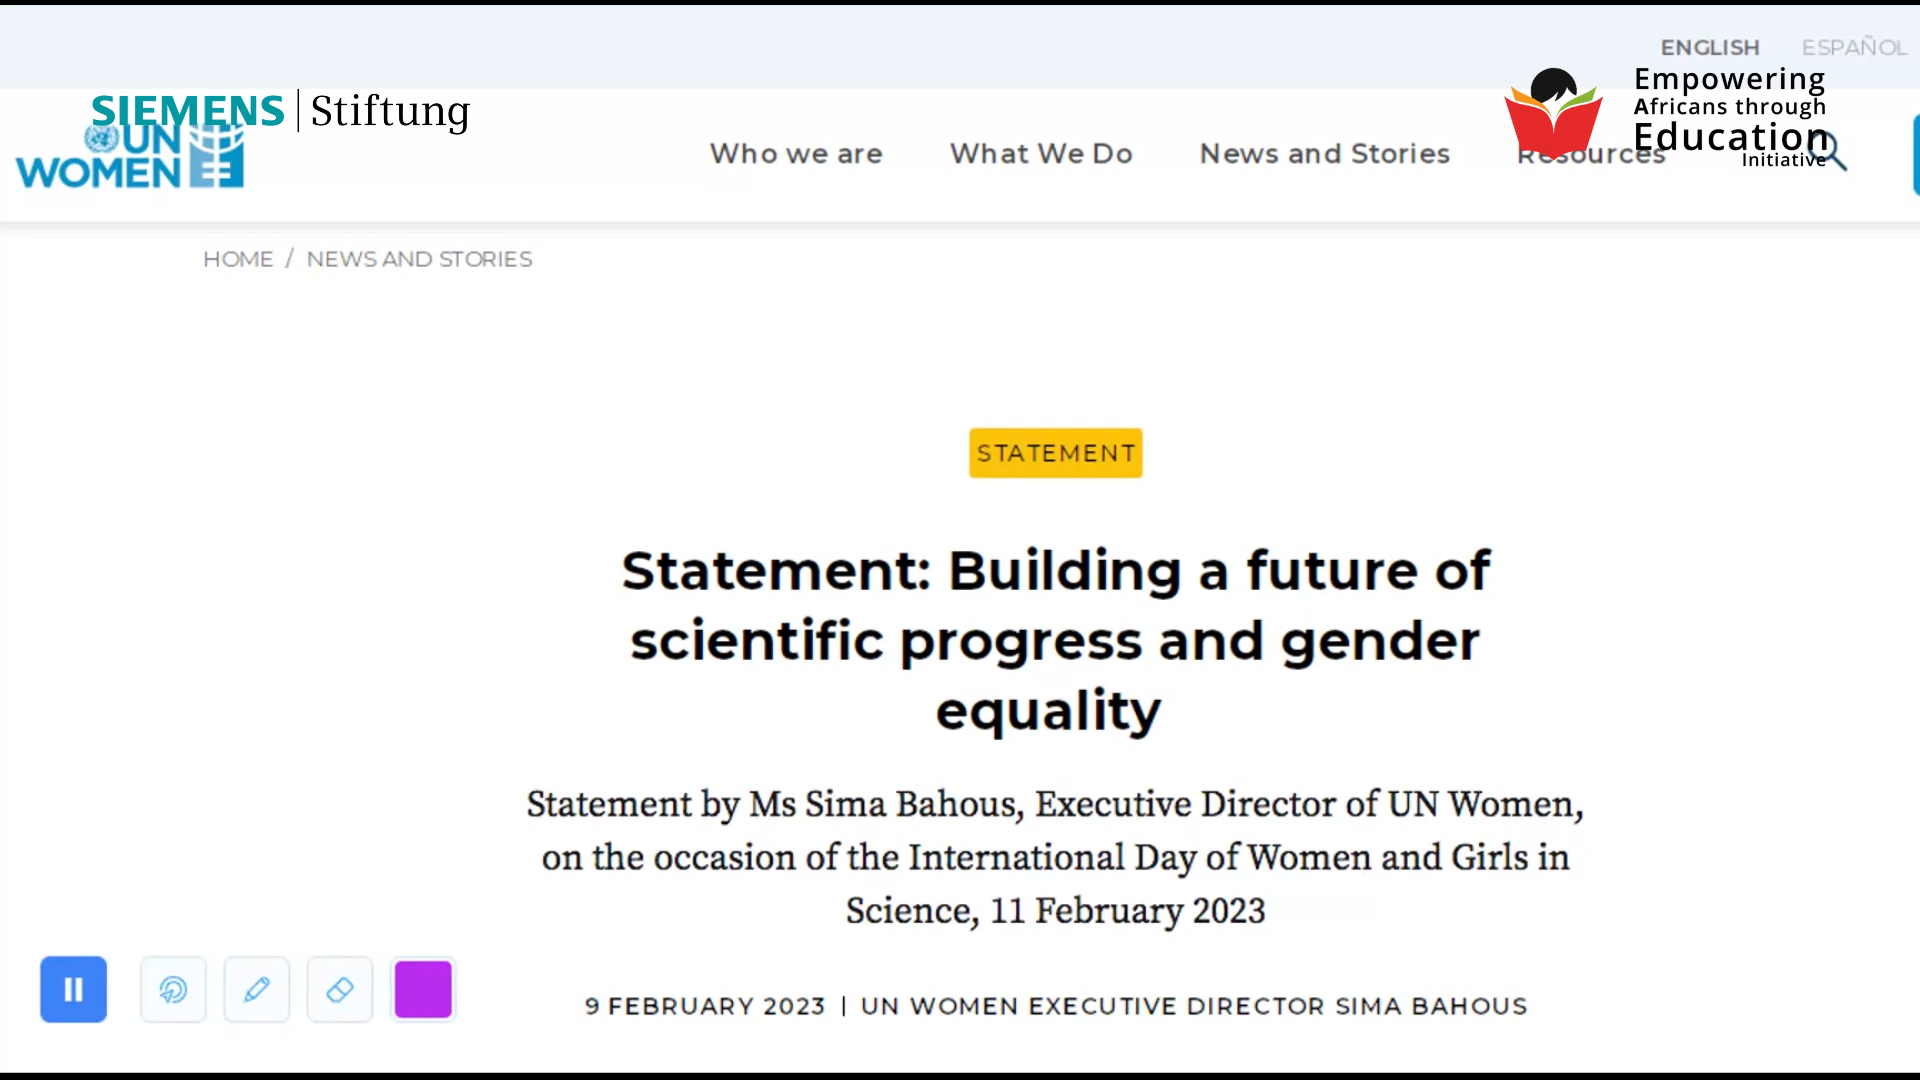 ENGLISH ESPAÑOL
SIEMENS | Stiftung
Empowering
Africans through
Education
Initiative
UN
WOMEN
Who we are What We Do News and Stories Resources
HOME / NEWS AND STORIES
STATEMENT
Statement: Building a future of
scientific progress and gender
equality
Statement by Ms Sima Bahous, Executive Director of UN Women,
on the occasion of the International Day of Women and Girls in
Science, 11 February 2023
9 FEBRUARY 2023 | UN WOMEN EXECUTIVE DIRECTOR SIMA BAHOUS